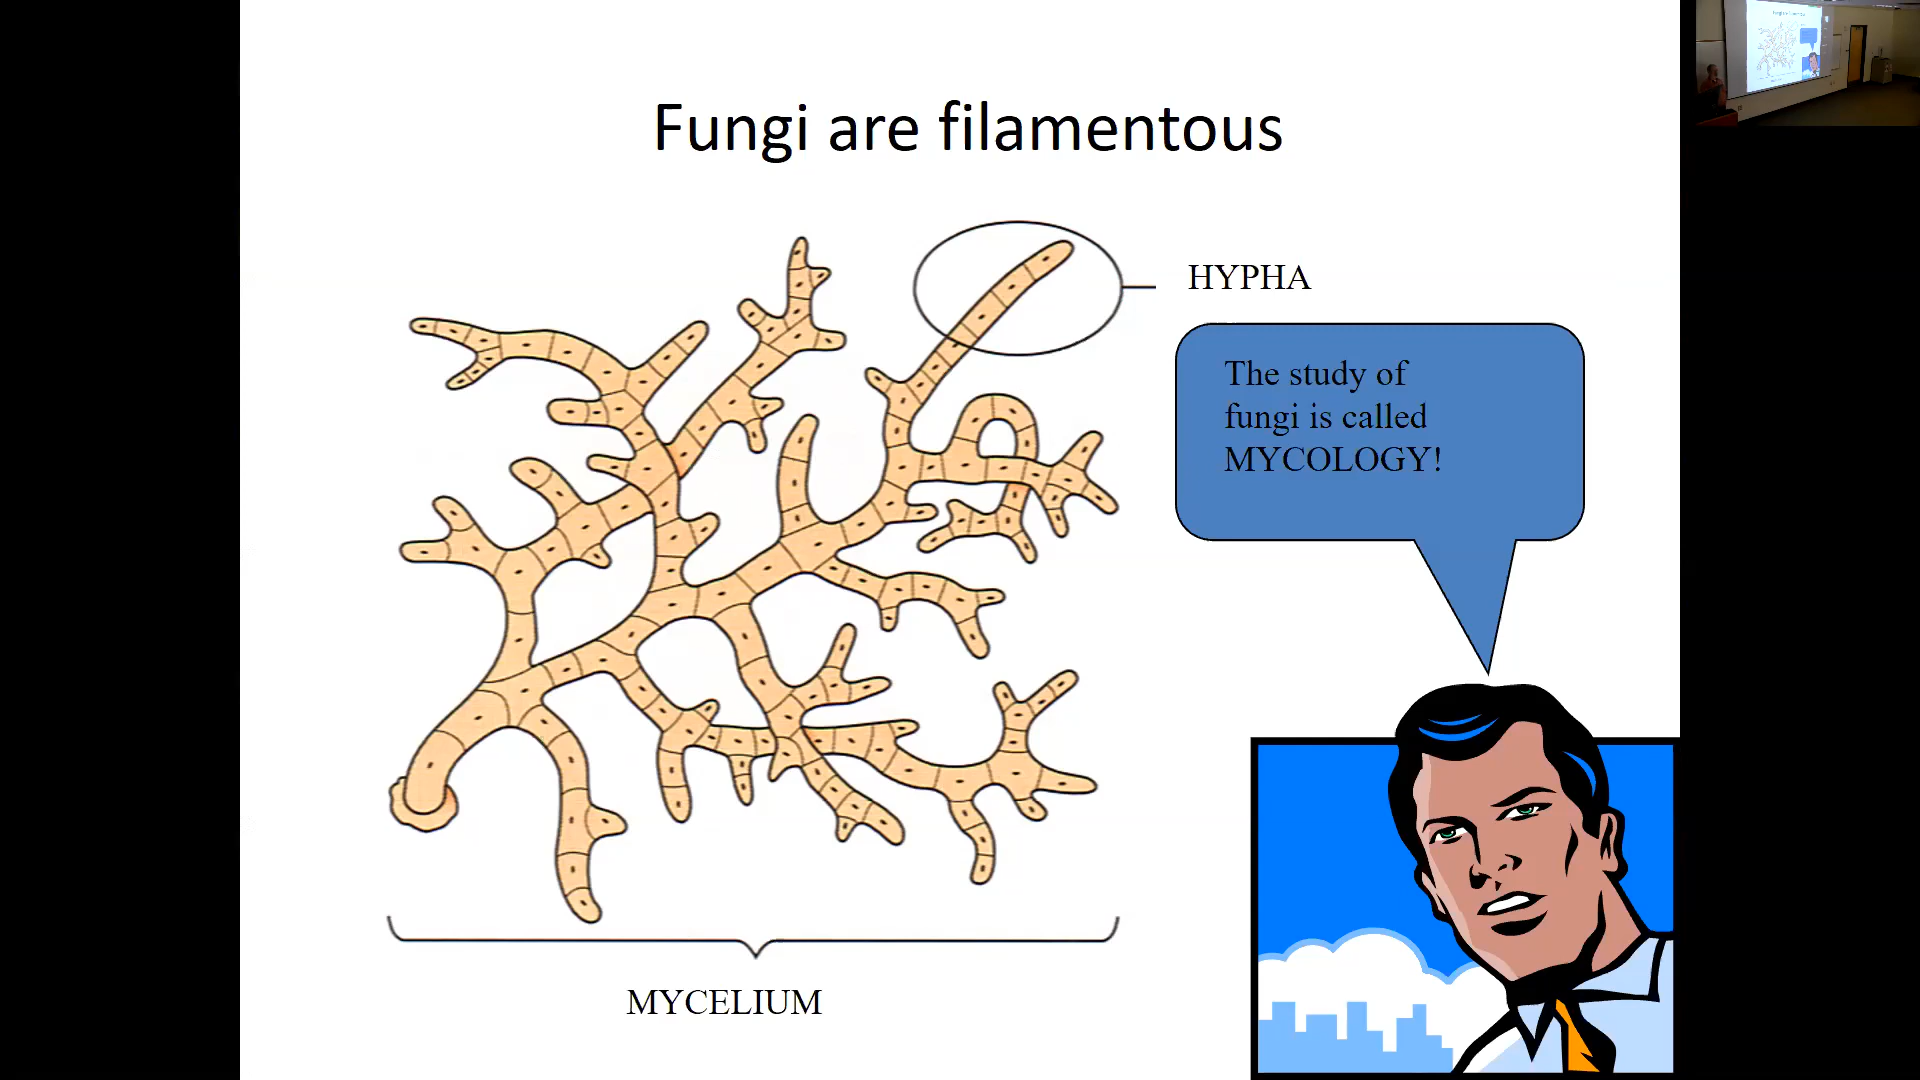 Fungi are filamentous
HYPHA
The study of
fungi is called
MYCOLOGY!
MYCELIUM